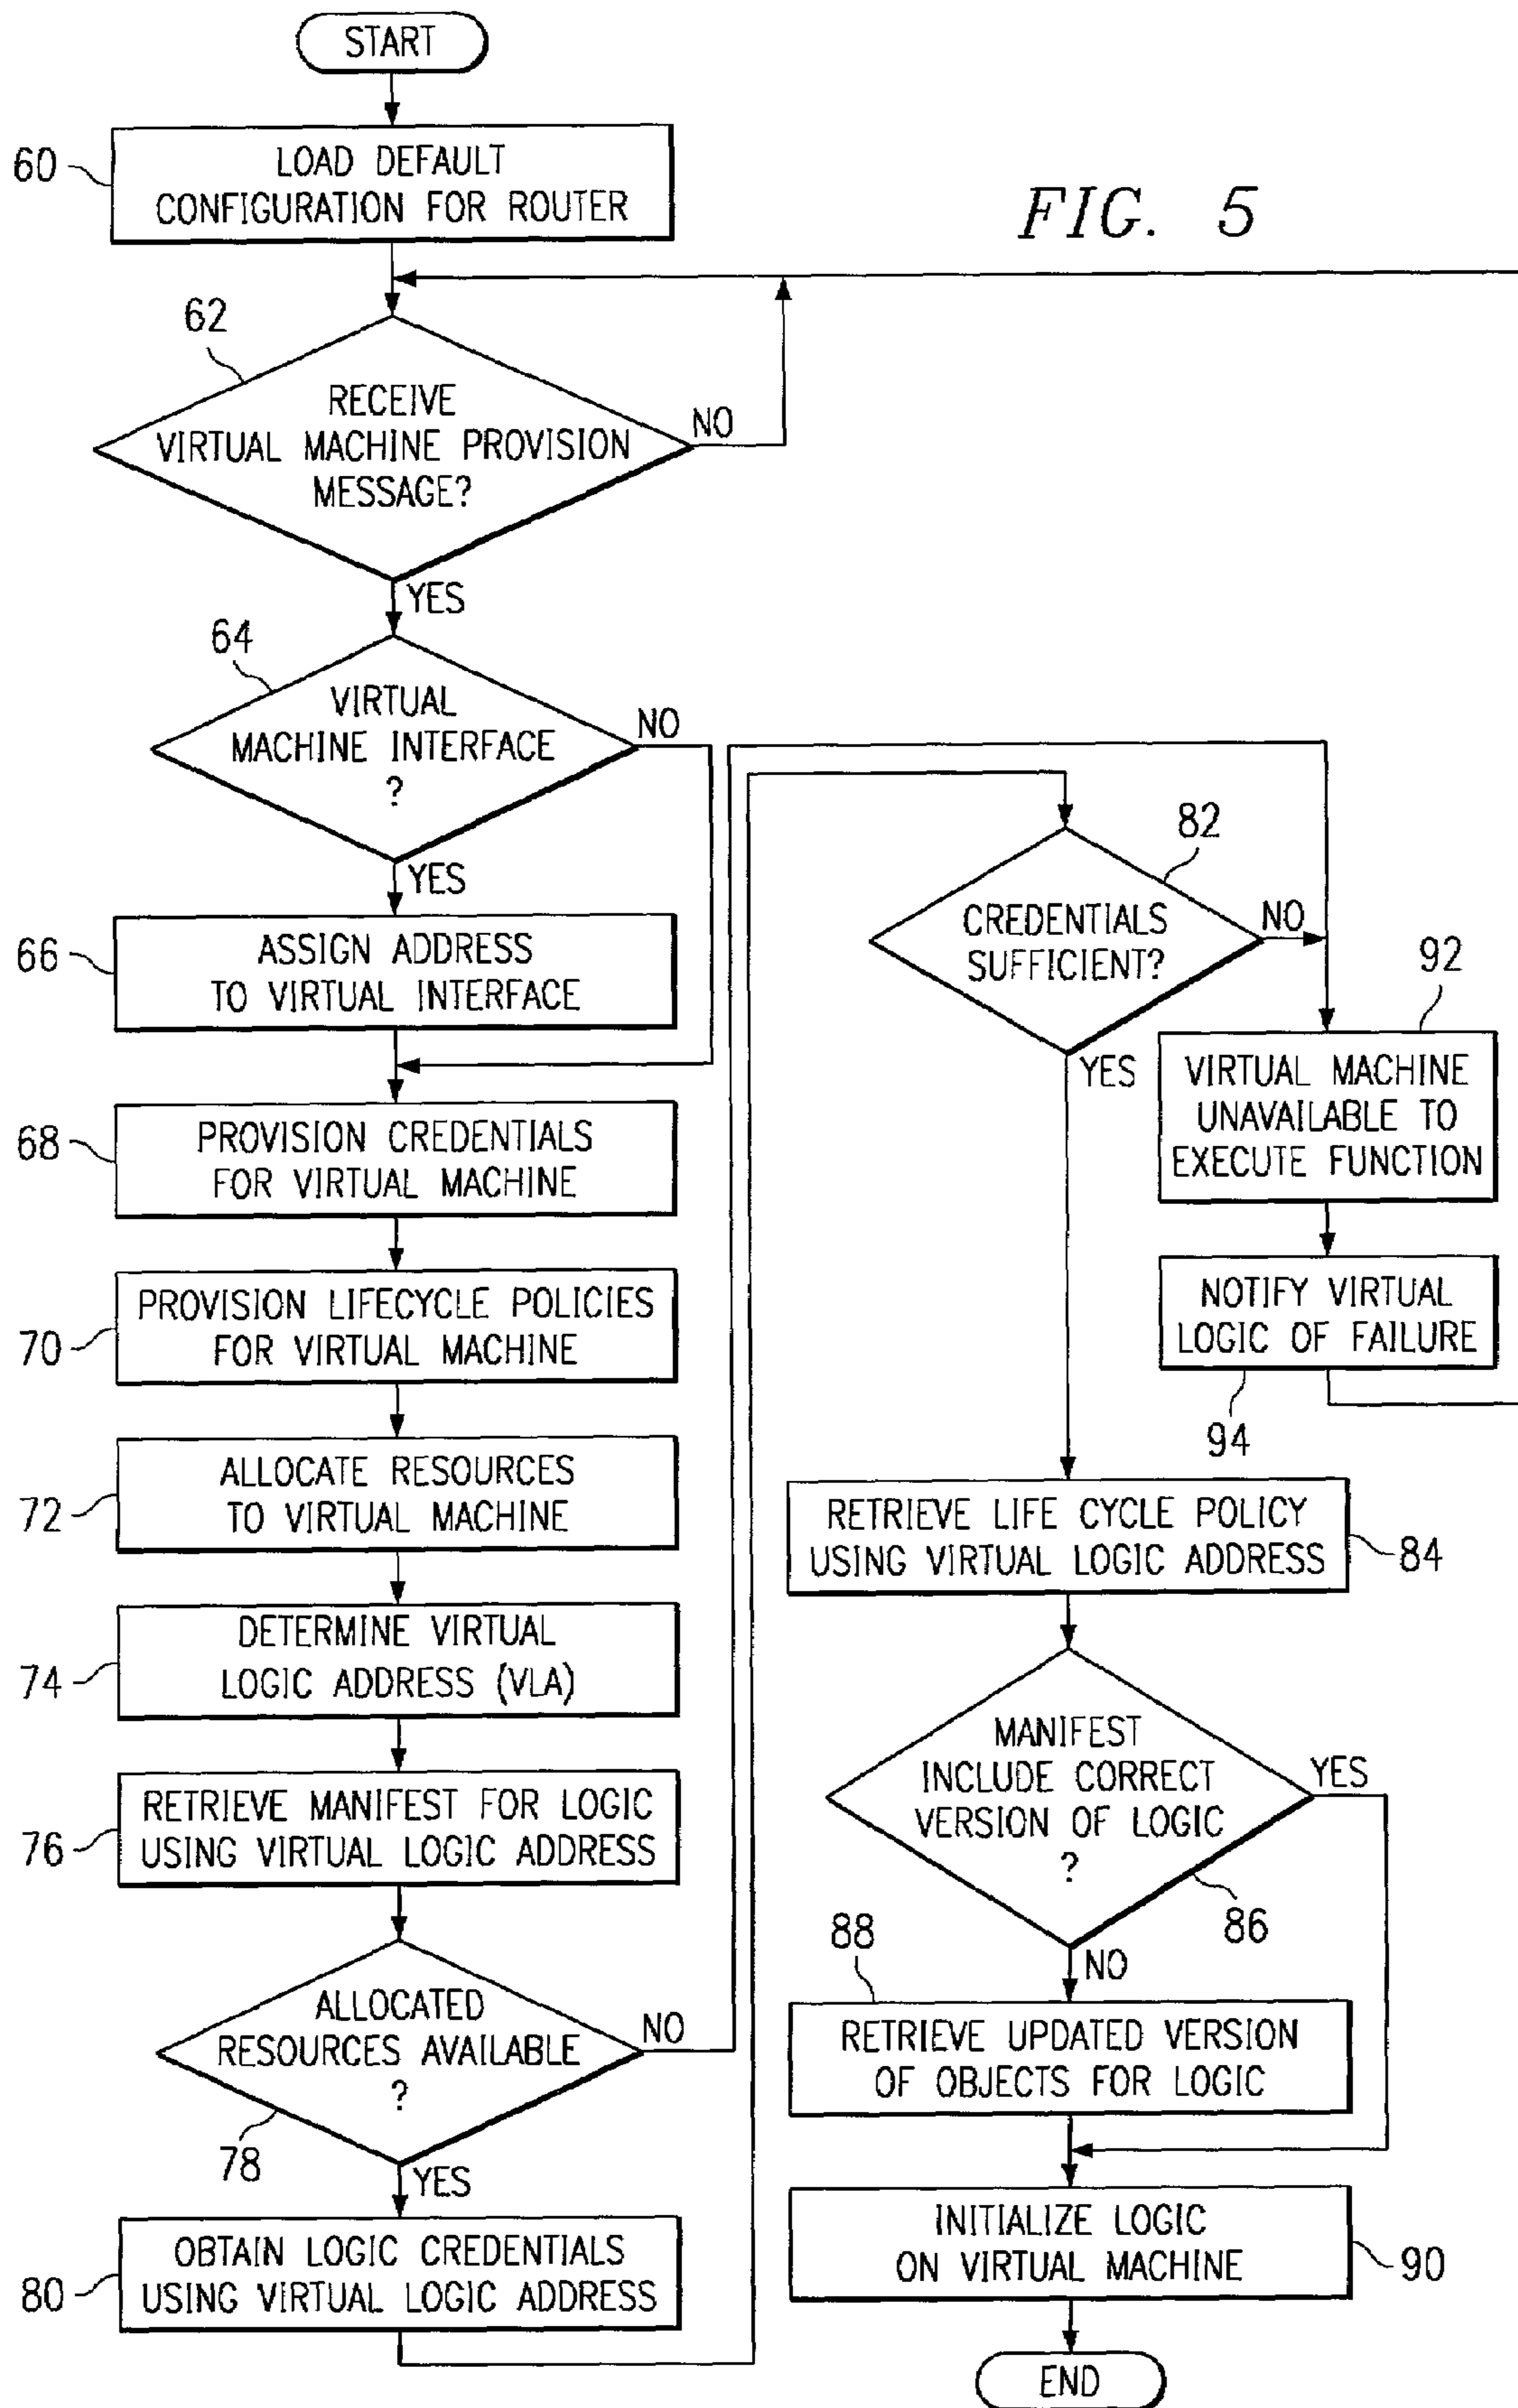 START
60
LOAD DEFAULT
CONFIGURATION FOR ROUTER
FIG. 5
62
RECEIVE
VIRTUAL MACHINE PROVISION
MESSAGE?
NO
YES
64
VIRTUAL
MACHINE INTERFACE
?
NO
YES
66
ASSIGN ADDRESS
TO VIRTUAL INTERFACE
68
PROVISION CREDENTIALS
FOR VIRTUAL MACHINE
70
PROVISION LIFECYCLE POLICIES
FOR VIRTUAL MACHINE
72
ALLOCATE RESOURCES
TO VIRTUAL MACHINE
74
DETERMINE VIRTUAL
LOGIC ADDRESS (VLA)
76
RETRIEVE MANIFEST FOR LOGIC
USING VIRTUAL LOGIC ADDRESS
ALLOCATED
RESOURCES AVAILABLE
?
NO
78
YES
80
OBTAIN LOGIC CREDENTIALS
USING VIRTUAL LOGIC ADDRESS
82
CREDENTIALS
SUFFICIENT?
NO
YES
92
VIRTUAL MACHINE
UNAVAILABLE TO
EXECUTE FUNCTION
NOTIFY VIRTUAL
LOGIC OF FAILURE
94
RETRIEVE LIFE CYCLE POLICY
USING VIRTUAL LOGIC ADDRESS
84
MANIFEST
INCLUDE CORRECT
VERSION OF LOGIC
?
YES
86
NO
88
RETRIEVE UPDATED VERSION
OF OBJECTS FOR LOGIC
INITIALIZE LOGIC
ON VIRTUAL MACHINE
90
END